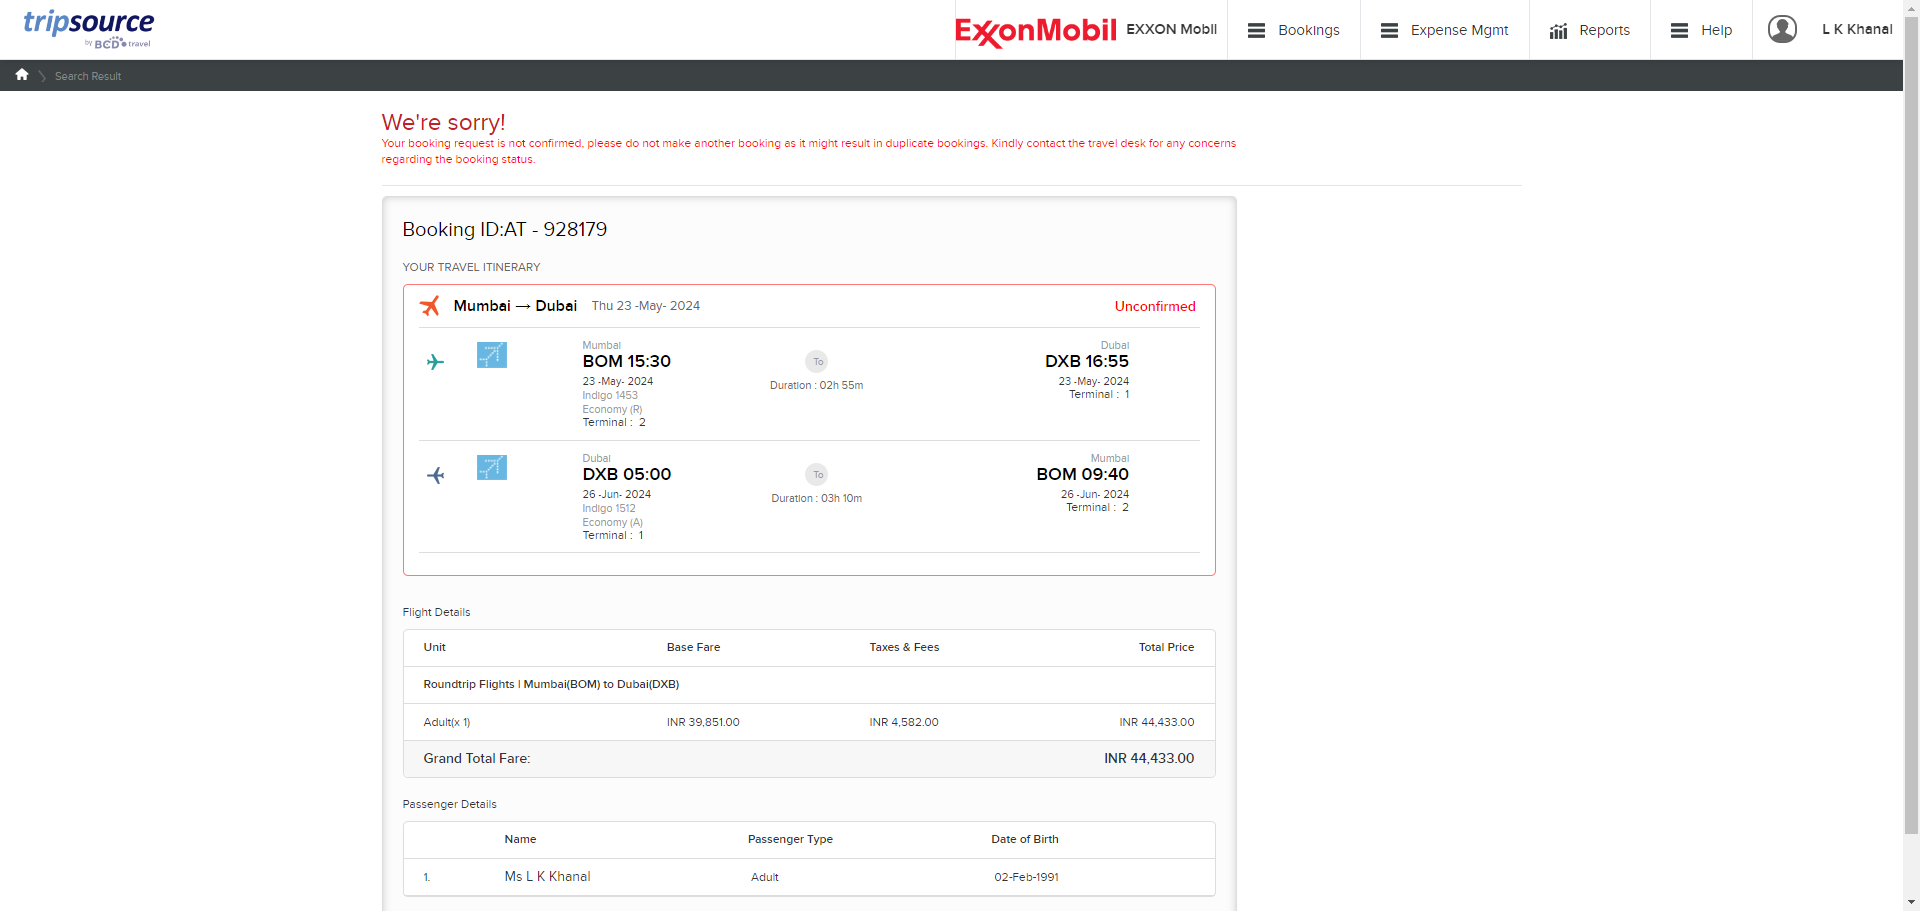 tripsource
by BCD travel
ExxonMobil EXXON Mobil Bookings Expense Mgmt Reports Help L K Khanal
Search Result
We're sorry!
Your booking request is not confirmed, please do not make another booking as it might result in duplicate bookings. Kindly contact the travel desk for any concerns
regarding the booking status.
Booking ID:AT - 928179
YOUR TRAVEL ITINERARY
Mumbai → Dubai Thu 23 -May- 2024 Unconfirmed
Mumbai Dubai
BOM 15:30 To DXB 16:55
23 -May- 2024 Duration : 02h 55m 23 -May- 2024
Indigo 1453 Terminal : 1
Economy (R)
Terminal : 2
Dubai Mumbai
DXB 05:00 To BOM 09:40
26 -Jun- 2024 Duration : 03h 10m 26 -Jun- 2024
Indigo 1512 Terminal : 2
Economy (A)
Terminal : 1
Flight Details
Unit Base Fare Taxes & Fees Total Price
Roundtrip Flights | Mumbai(BOM) to Dubai(DXB)
Adult(x 1) INR 39,851.00 INR 4,582.00 INR 44,433.00
Grand Total Fare: INR 44,433.00
Passenger Details
Name Passenger Type Date of Birth
1. Ms L K Khanal Adult 02-Feb-1991